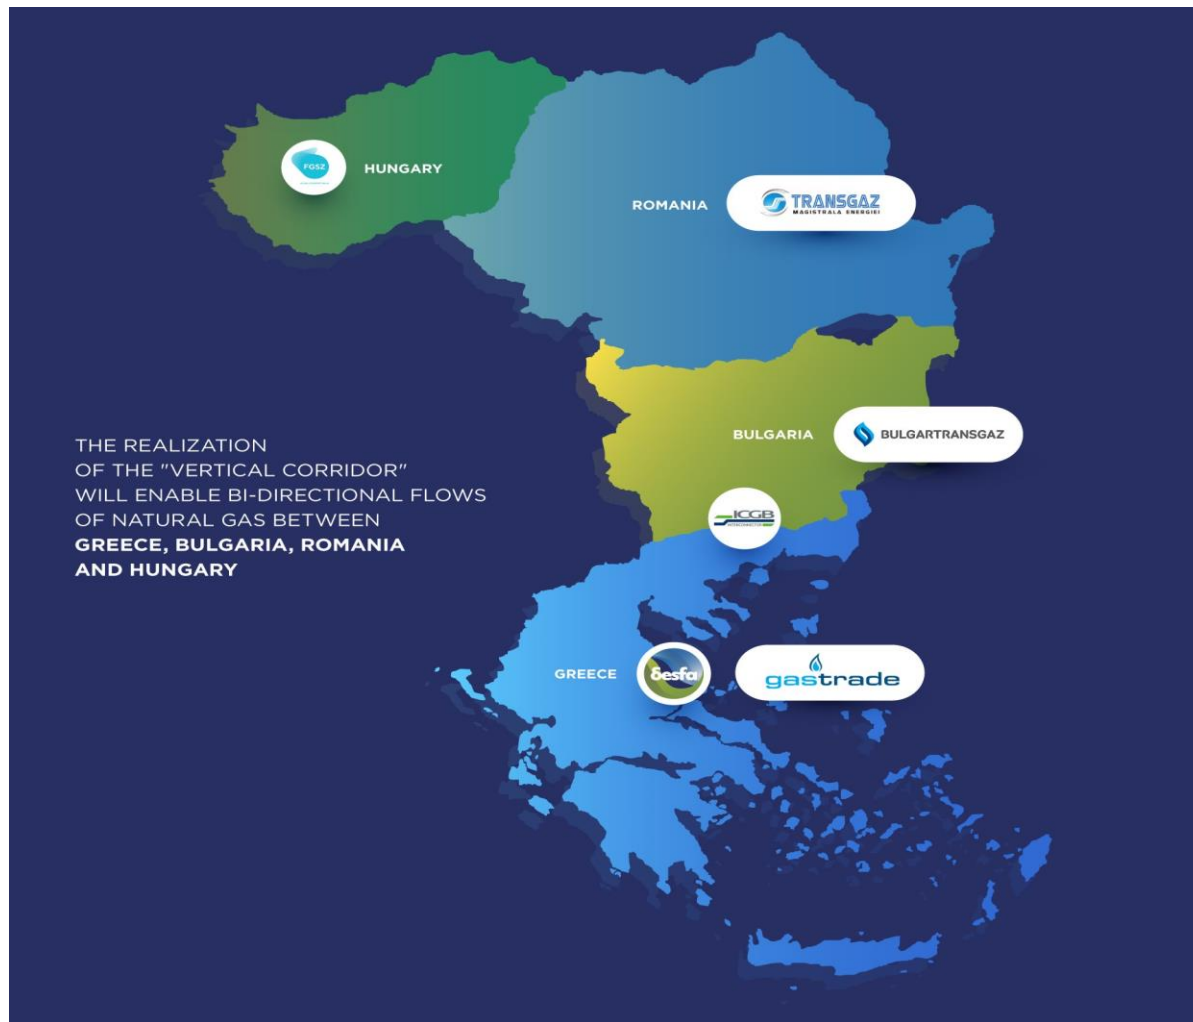 FGSZ
HUNGARY
ROMANIA
TRANSGAZ
MAGISTRALA ENERGIEI
BULGARIA
BULGARTRANSGAZ
THE REALIZATION
OF THE "VERTICAL CORRIDOR"
WILL ENABLE BI-DIRECTIONAL FLOWS
OF NATURAL GAS BETWEEN
GREECE, BULGARIA, ROMANIA
AND HUNGARY
ICGB
GREECE
δesfa
gastrade